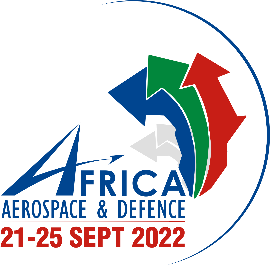 AFRICA
AEROSPACE & DEFENCE
21-25 SEPT 2022